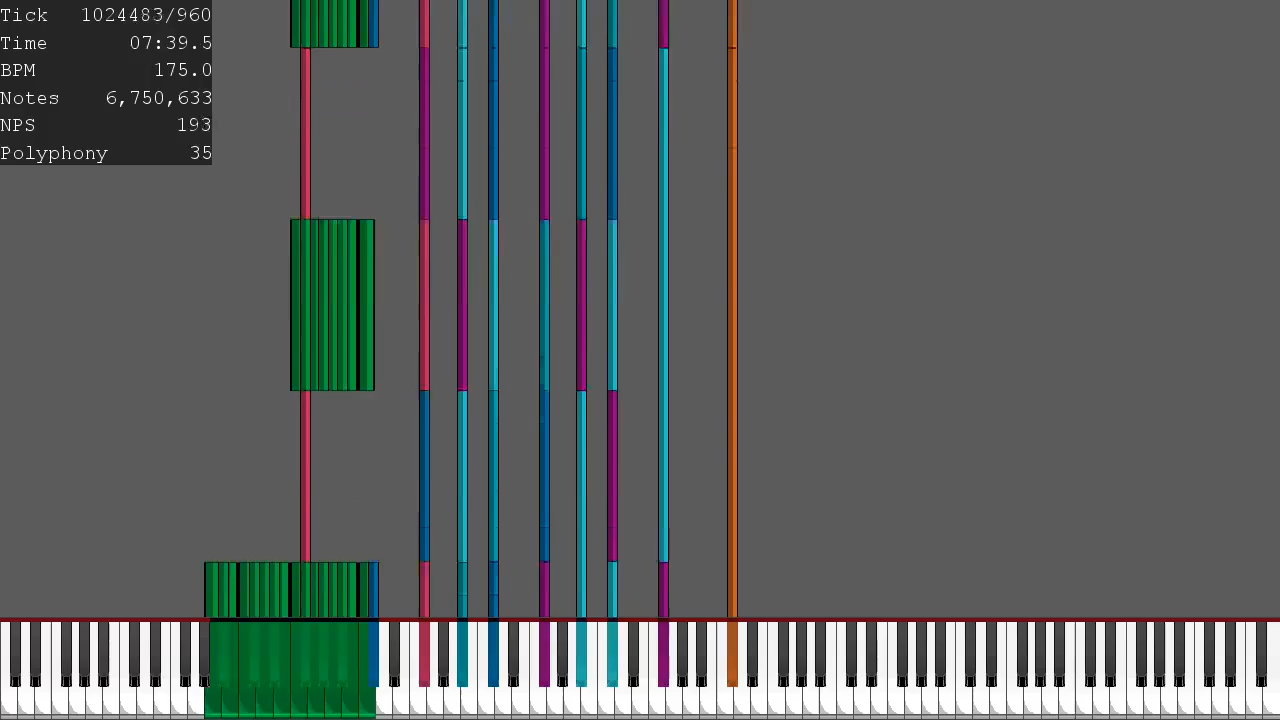 Tick 1024483/960
Time 07:39.5
BPM 175.0
Notes 6,750,633
NPS 193
Polyphony 35